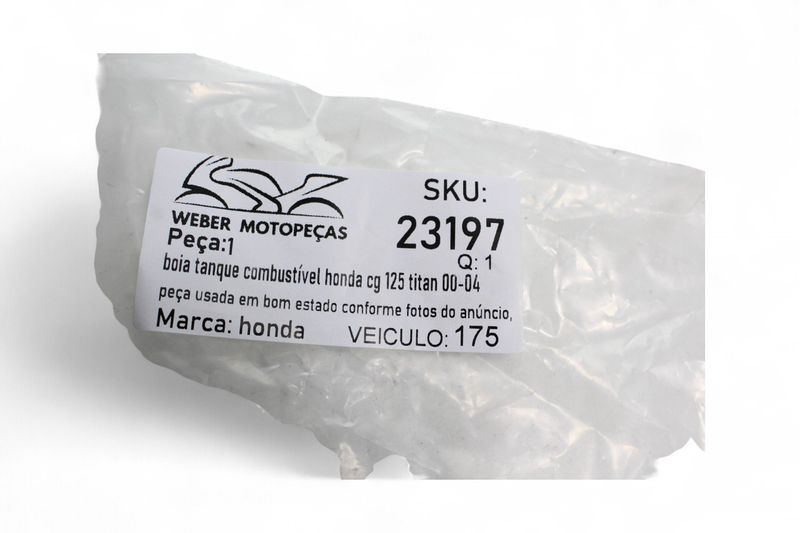 WEBER MOTOPEÇAS
SKU:
23197
Peça:1
Q: 1
boia tanque combustível honda cg 125 titan 00-04
peça usada em bom estado conforme fotos do anúncio,
Marca: honda
VEICULO: 175